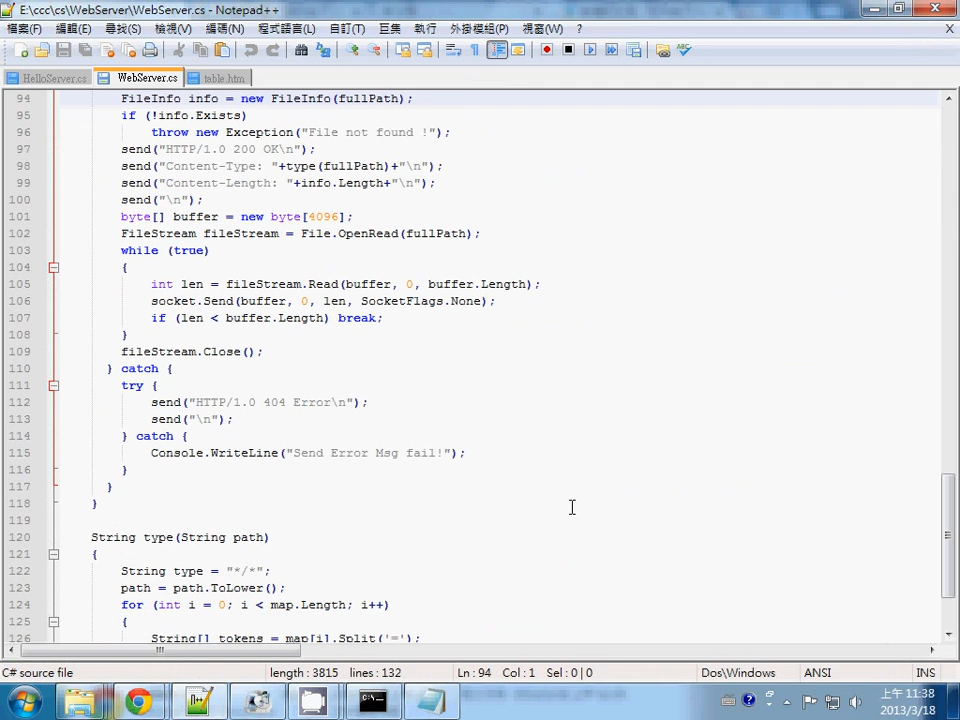 E:\ccc\cs\WebServer\WebServer.cs - Notepad++
檔案(F) 編輯(E) 尋找(S) 檢視(V) 編碼(N) 程式語言(L) 自訂(T) 巨集 執行 外掛模組(P) 視窗(W) ? X
HelloServer.cs WebServer.cs table.htm
94 FileInfo info = new FileInfo(fullPath);
95 if (!info.Exists)
96 throw new Exception("File not found !");
97 send("HTTP/1.0 200 OK\n");
98 send("Content-Type: "+type(fullPath)+"\n");
99 send("Content-Length: "+info.Length+"\n");
100 send("\n");
101 byte[] buffer = new byte[4096];
102 FileStream fileStream = File.OpenRead(fullPath);
103 while (true)
104 {
105 int len = fileStream.Read(buffer, 0, buffer.Length);
106 socket.Send(buffer, 0, len, SocketFlags.None);
107 if (len < buffer.Length) break;
108 }
109 fileStream.Close();
110 } catch {
111 try {
112 send("HTTP/1.0 404 Error\n");
113 send("\n");
114 } catch {
115 Console.WriteLine("Send Error Msg fail!");
116 }
117 }
118 }
119
120 String type(String path)
121 {
122 String type = "*/*";
123 path = path.ToLower();
124 for (int i = 0; i < map.Length; i++)
125 {
126 String[] tokens = map[i].Split('=');
C# source file length : 3815 lines : 132 Ln : 94 Col : 1 Sel : 0 | 0 Dos\Windows ANSI INS
上午 11:38
2013/3/18